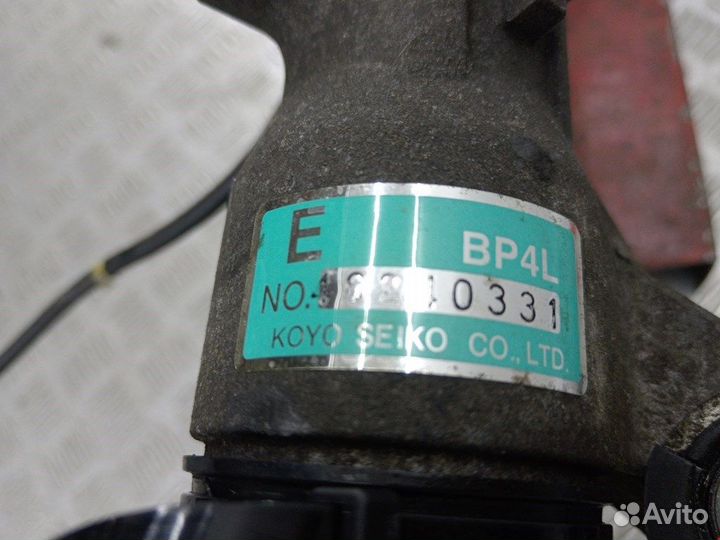 E BP4L
NO.
KOYO SEIKO CO., LTD.
Avito